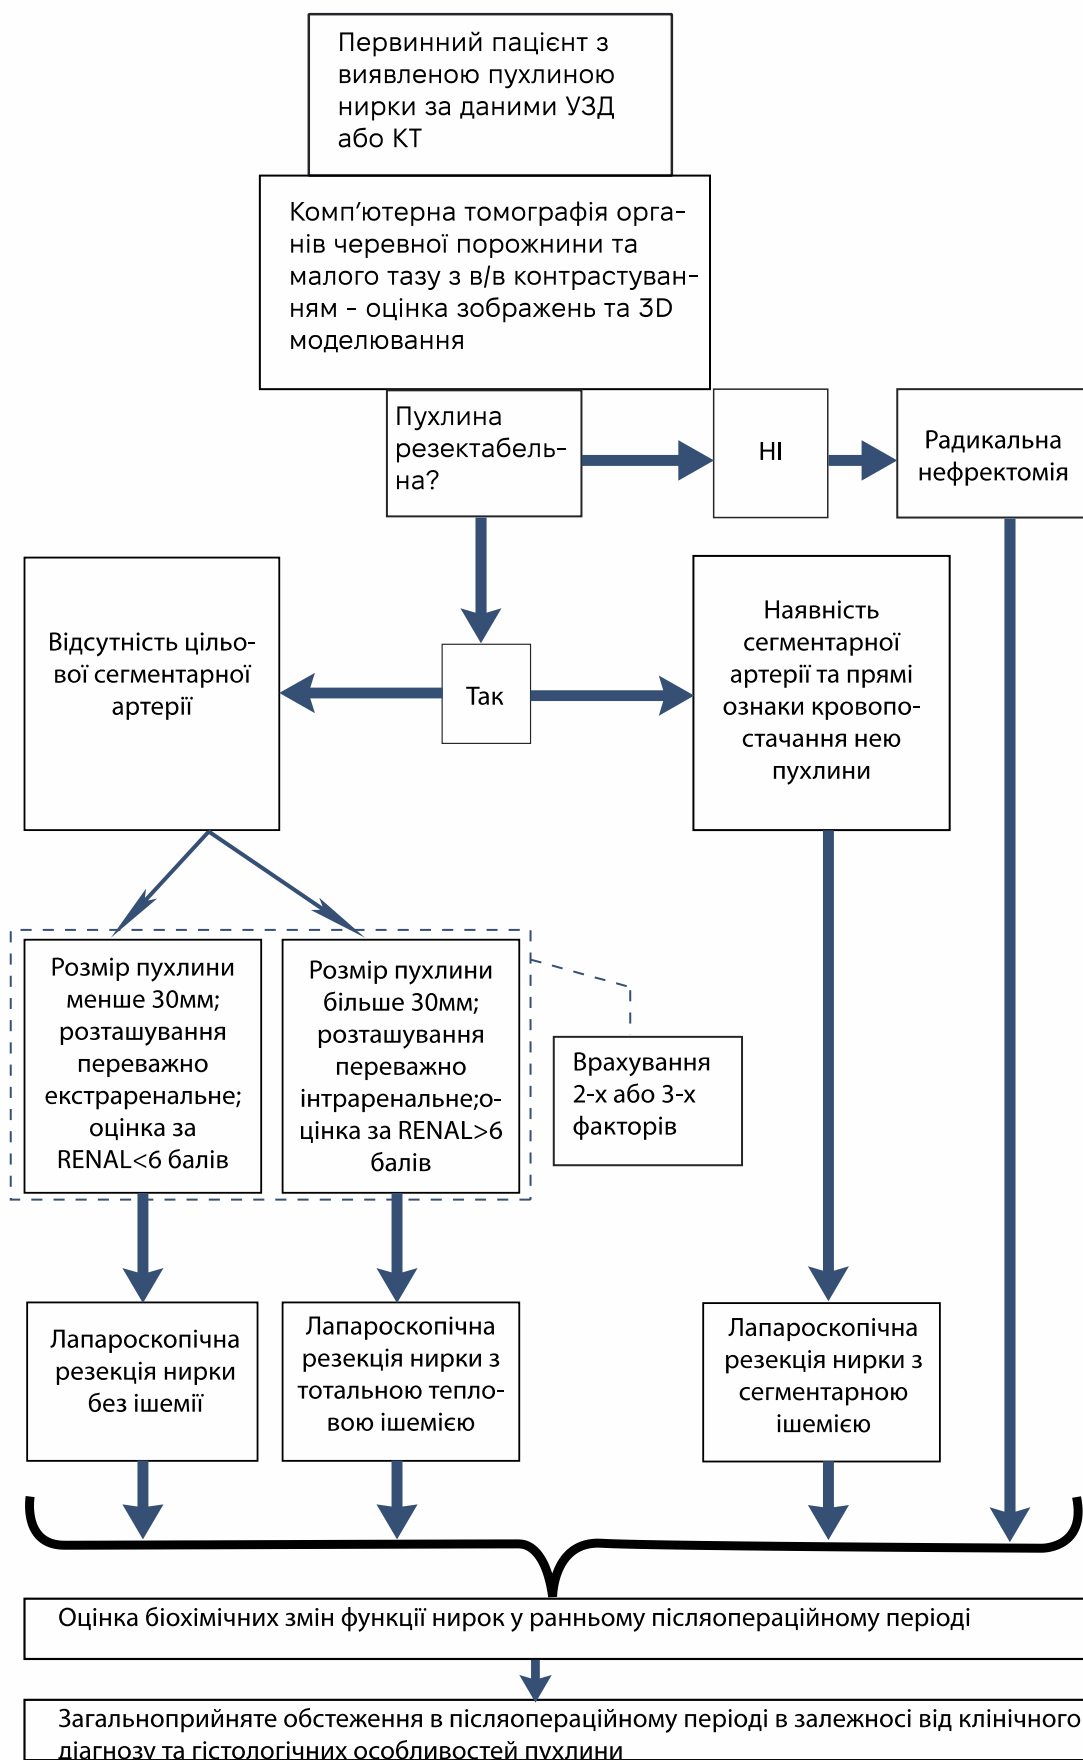 Первинний пацієнт з
виявленою пухлиною
нирки за даними УЗД
або КТ
Комп’ютерна томографія орга-
нів черевної порожнини та
малого тазу з в/в контрастуван-
ням - оцінка зображень та 3D
моделювання
Пухлина
резектабель-
на?
НІ
Радикальна
нефректомія
Відсутність цільо-
вої сегментарної
артерії
Так
Наявність
сегментарної
артерії та прямі
ознаки кровопо-
стачання нею
пухлини
Розмір пухлини
менше 30мм;
розташування
переважно
екстраренальне;
оцінка за
RENAL<6 балів
Розмір пухлини
більше 30мм;
розташування
переважно
інтраренальне;о-
цінка за RENAL>6
балів
Врахування
2-х або 3-х
факторів
Лапароскопічна
резекція нирки
без ішемії
Лапароскопічна
резекція нирки з
тотальною тепло-
вою ішемією
Лапароскопічна
резекція нирки з
сегментарною
ішемією
Оцінка біохімічних змін функції нирок у ранньому післяопераційному періоді
Загальноприйняте обстеження в післяопераційному періоді в залежносі від клінічного
діагнозу та гістологічних особливостей пухлини